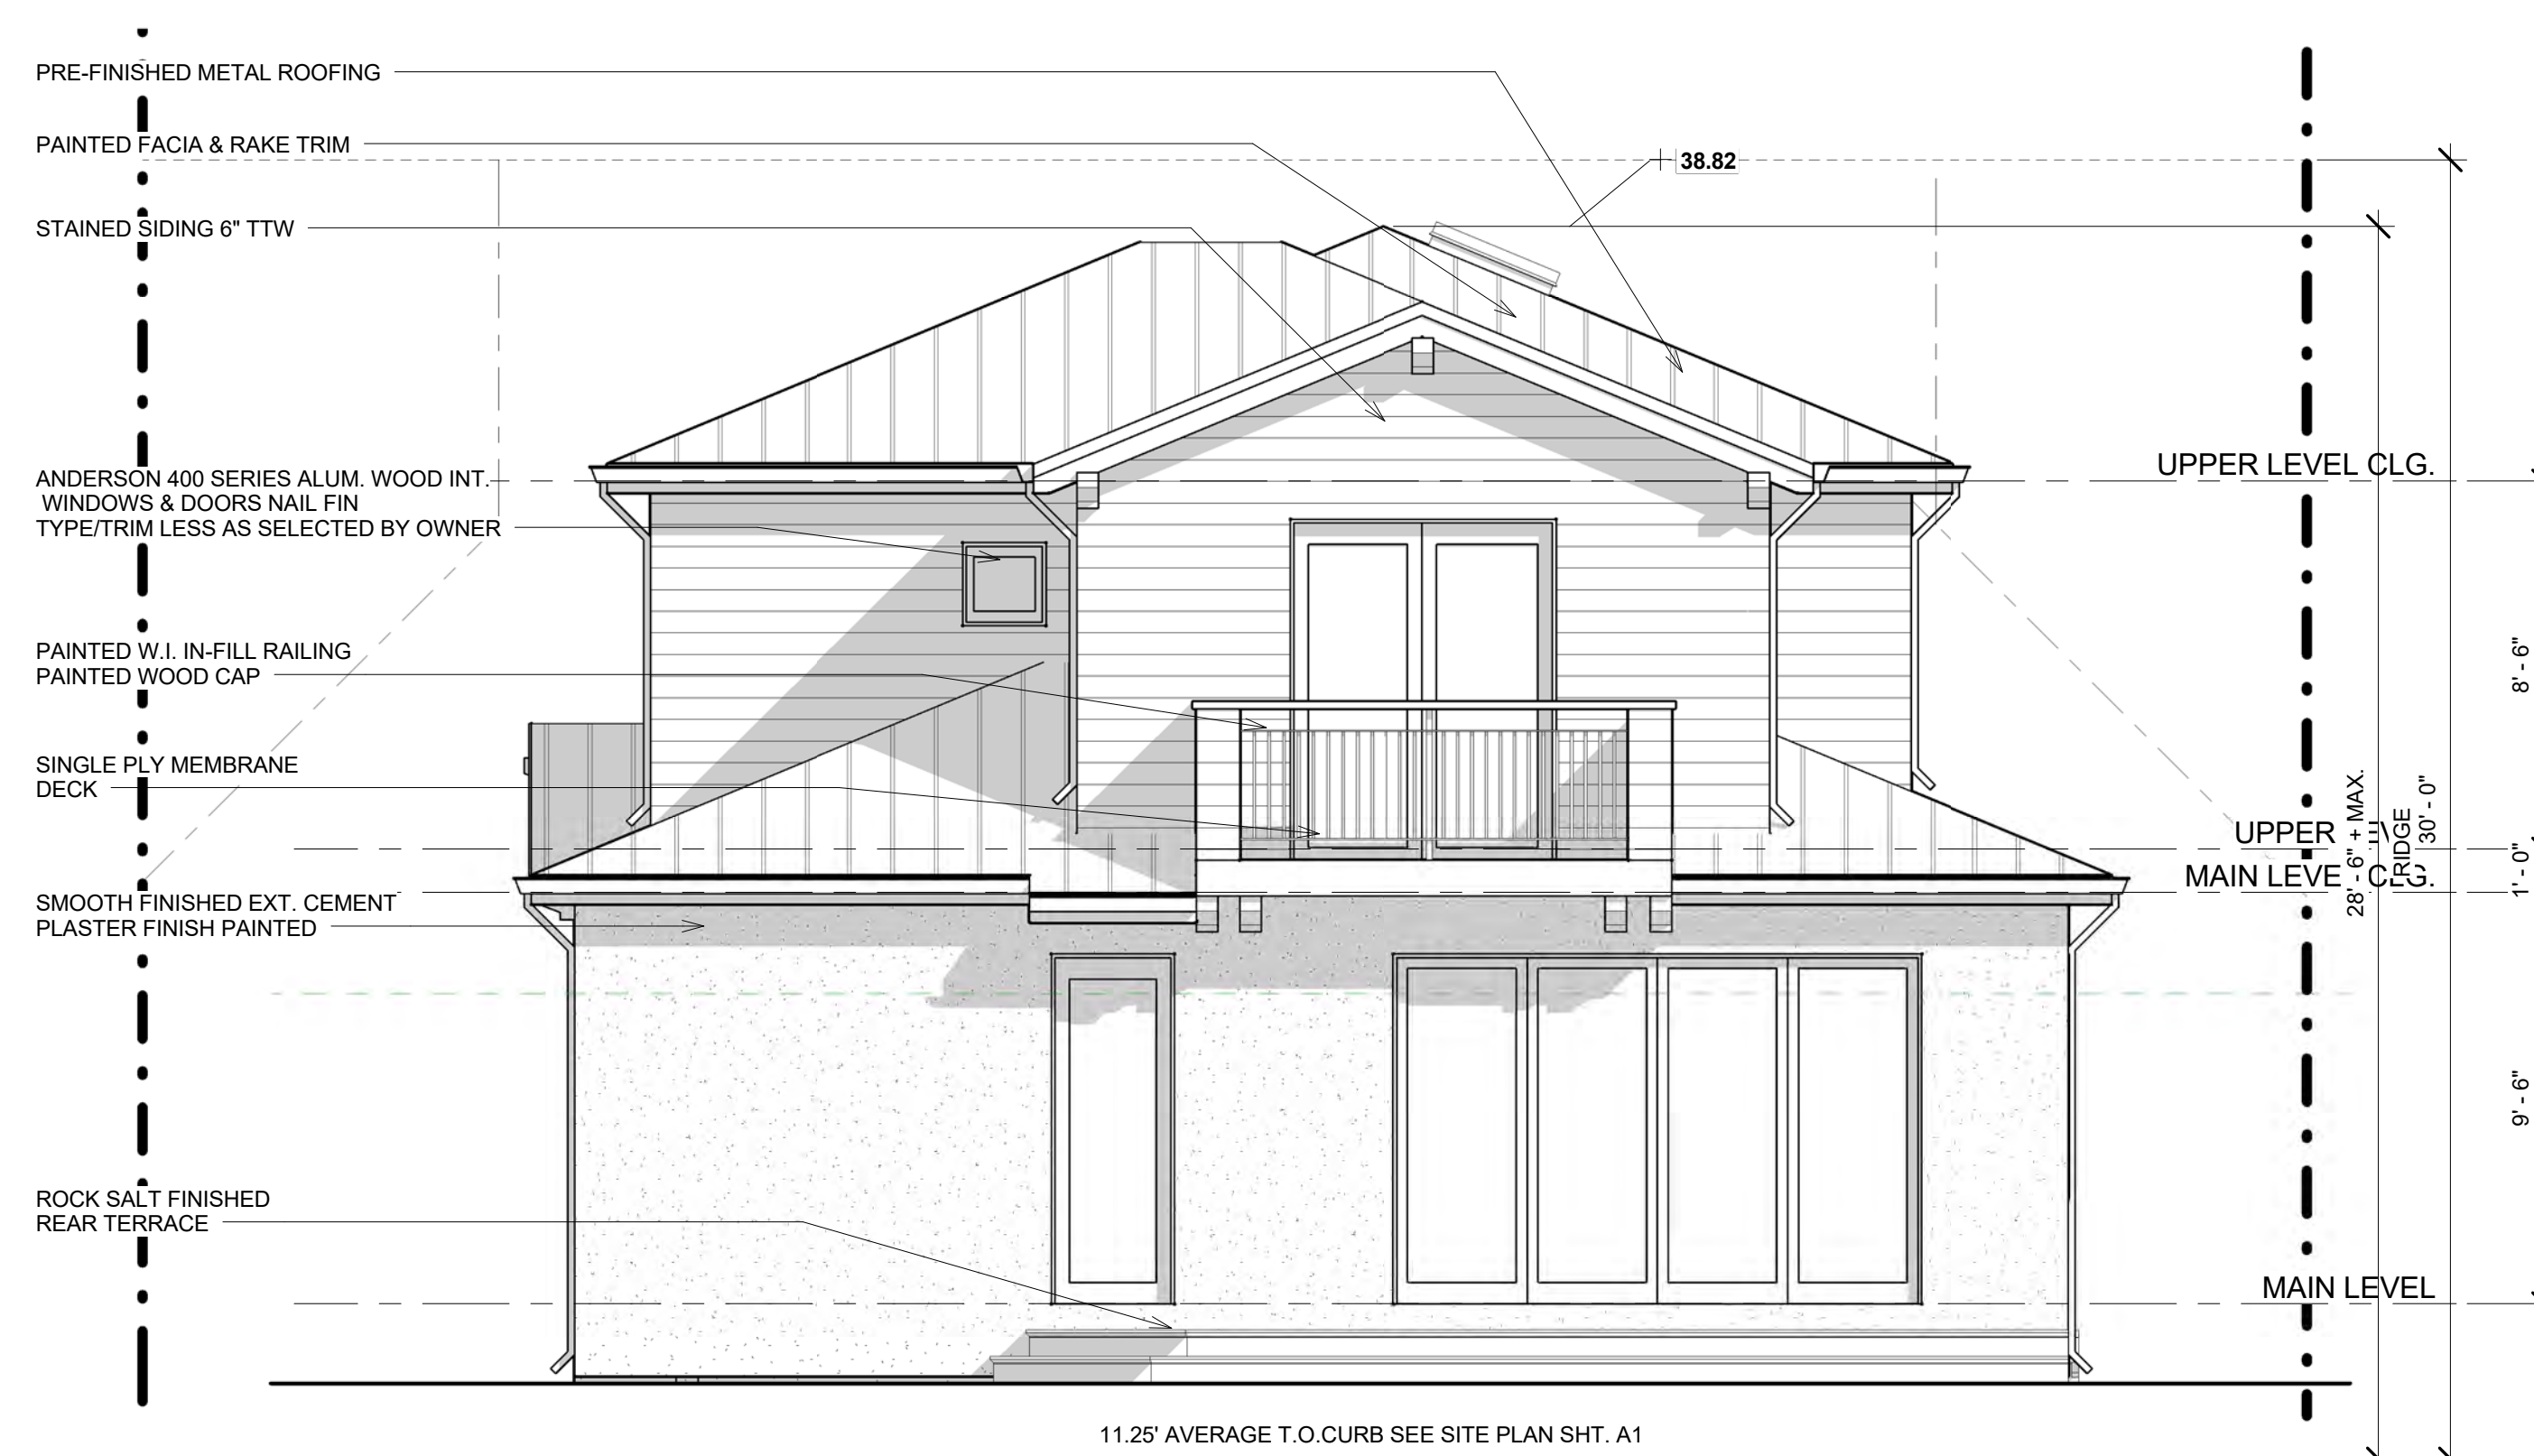 PRE-FINISHED METAL ROOFING
PAINTED FACIA & RAKE TRIM
38.82
STAINED SIDING 6" TTW
UPPER LEVEL CLG.
ANDERSON 400 SERIES ALUM. WOOD INT.
WINDOWS & DOORS NAIL FIN
TYPE/TRIM LESS AS SELECTED BY OWNER
8' - 6"
PAINTED W.I. IN-FILL RAILING
PAINTED WOOD CAP
SINGLE PLY MEMBRANE
DECK
28' - 6" + MAX.
RIDGE
30' - 0"
UPPER
1' - 0"
MAIN LEVE CLG.
SMOOTH FINISHED EXT. CEMENT
PLASTER FINISH PAINTED
9' - 6"
ROCK SALT FINISHED
REAR TERRACE
MAIN LEVEL
11.25' AVERAGE T.O.CURB SEE SITE PLAN SHT. A1